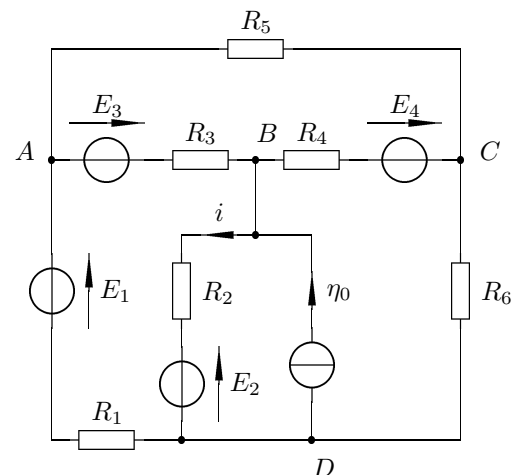 R₅
E₃ E₄
A R₃ B R₄ C
i
E₁ R₂ η₀ R₆
E₂
R₁
D